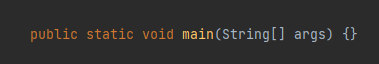 public static void main(String[] args) {}